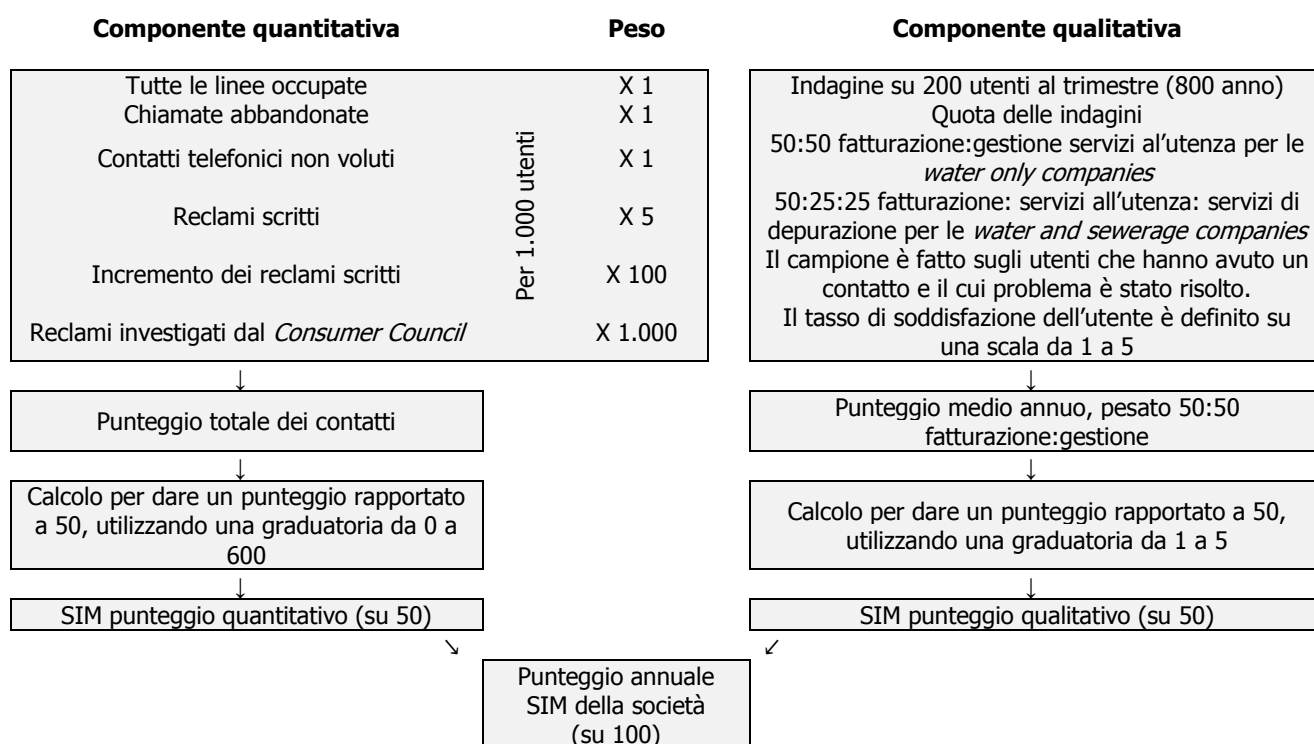 Componente quantitativa
Peso
Componente qualitativa
Tutte le linee occupate
X 1
Chiamate abbandonate
X 1
Contatti telefonici non voluti
X 1
Reclami scritti
X 5
Incremento dei reclami scritti
X 100
Reclami investigati dal Consumer Council
X 1.000
Per 1.000 utenti
Indagine su 200 utenti al trimestre (800 anno)
Quota delle indagini
50:50 fatturazione:gestione servizi al'utenza per le
water only companies
50:25:25 fatturazione: servizi all'utenza: servizi di
depurazione per le water and sewerage companies
Il campione è fatto sugli utenti che hanno avuto un
contatto e il cui problema è stato risolto.
Il tasso di soddisfazione dell'utente è definito su
una scala da 1 a 5
↓
↓
Punteggio totale dei contatti
Punteggio medio annuo, pesato 50:50
fatturazione:gestione
↓
↓
Calcolo per dare un punteggio rapportato
a 50, utilizzando una graduatoria da 0 a
600
Calcolo per dare un punteggio rapportato a 50,
utilizzando una graduatoria da 1 a 5
↓
↓
SIM punteggio quantitativo (su 50)
SIM punteggio qualitativo (su 50)
↘
↙
Punteggio annuale
SIM della società
(su 100)